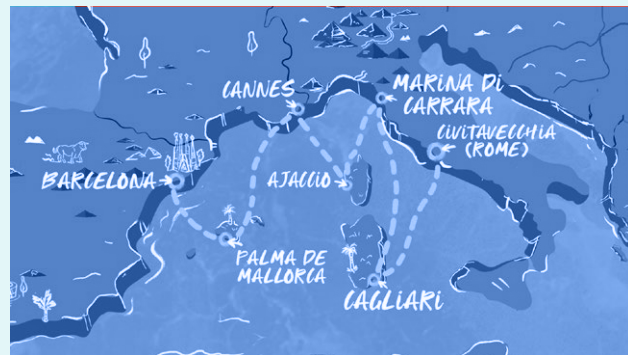 CANNES
MARINA DI
CARRARA
CIVITAVECCHIA
(ROME)
BARCELONA
AJACCIO
PALMA DE
MALLORCA
CAGLIARI